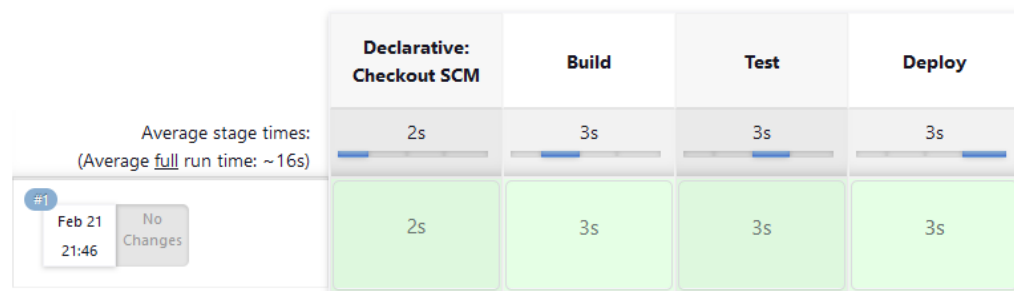 Declarative:
Checkout SCM
Build
Test
Deploy
Average stage times:
(Average full run time: ~16s)
2s
3s
3s
3s
#1
Feb 21
21:46
No
Changes
2s
3s
3s
3s